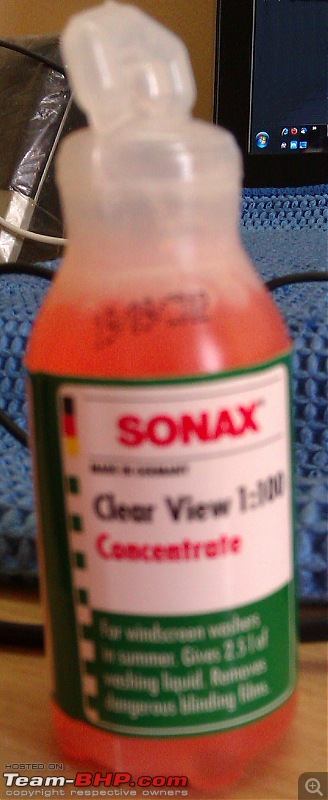 SONAX
MADE IN GERMANY
Clear View 1:100
Concentrate
For windscreen washers
in summer. Gives 2.5 l of
washing liquid. Removes
dangerous blinding films.
HOSTED ON
Team-BHP.com
copyright respective owners